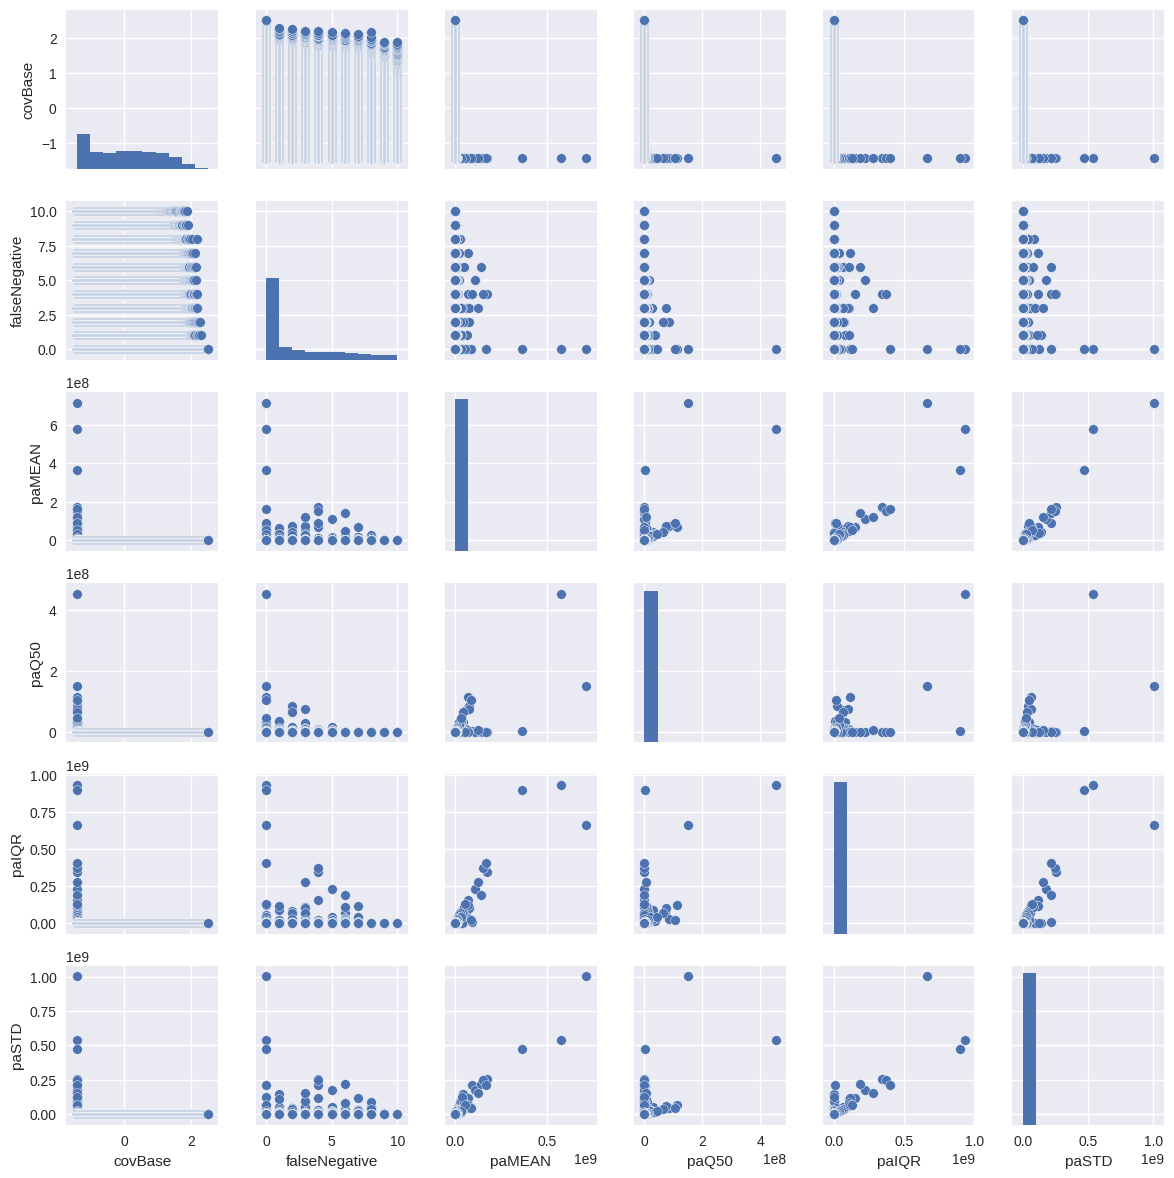 2
1
0
−1
covBase
10.0
7.5
5.0
2.5
0.0
falseNegative
1e8
6
4
2
0
paMEAN
1e8
4
2
0
paQ50
1e9
1.00
0.75
0.50
0.25
0.00
paIQR
1e9
1.00
0.75
0.50
0.25
0.00
paSTD
0 2 0 10 0.0 0.5 0 2 4 0.0 0.5 1.0 0.0 0.5 1.0
1e9 1e8 1e9 1e9
covBase falseNegative paMEAN paQ50 paIQR paSTD